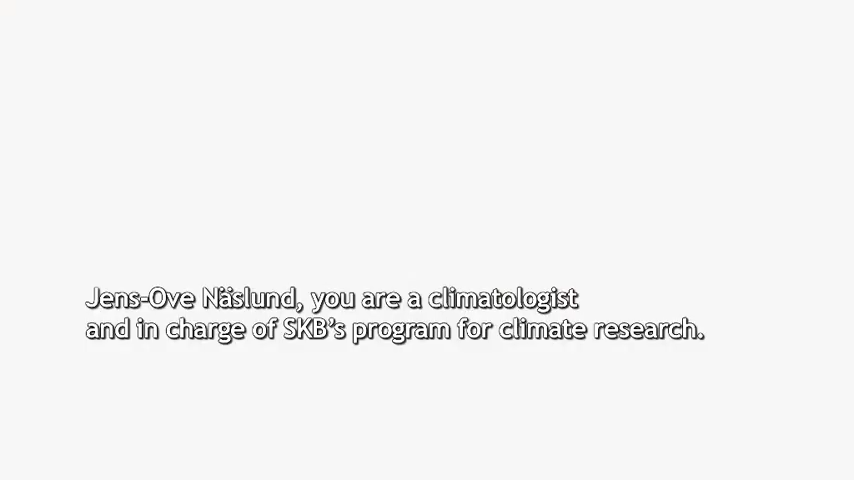 Jens-Ove Näslund, you are a climatologist
and in charge of SKB's program for climate research.